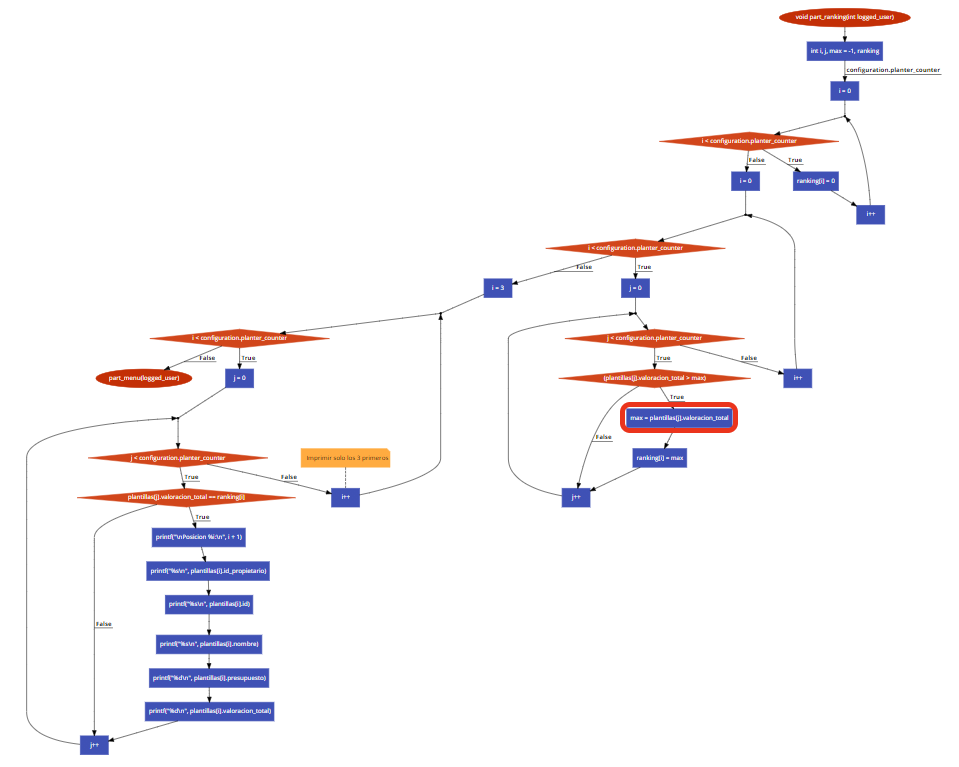 void part_ranking(int logged_user)
int i, j, max = -1, ranking
configuration.planter_counter
i = 0
i < configuration.planter_counter
False
True
i = 0
ranking[i] = 0
i++
i < configuration.planter_counter
False
True
i = 3
j = 0
i < configuration.planter_counter
j < configuration.planter_counter
False
True
True
False
part_menu(logged_user)
j = 0
(plantillas[j].valoracion_total > max)
i++
True
max = plantillas[j].valoracion_total
False
j < configuration.planter_counter
Imprimir solo los 3 primeros
ranking[i] = max
True
False
plantillas[j].valoracion_total == ranking[i]
i++
j++
True
printf("\nPosicion %i:\n", i + 1)
printf("%s\n", plantillas[i].id_propietario)
printf("%s\n", plantillas[i].id)
False
printf("%s\n", plantillas[i].nombre)
printf("%d\n", plantillas[i].presupuesto)
printf("%d\n", plantillas[i].valoracion_total)
j++